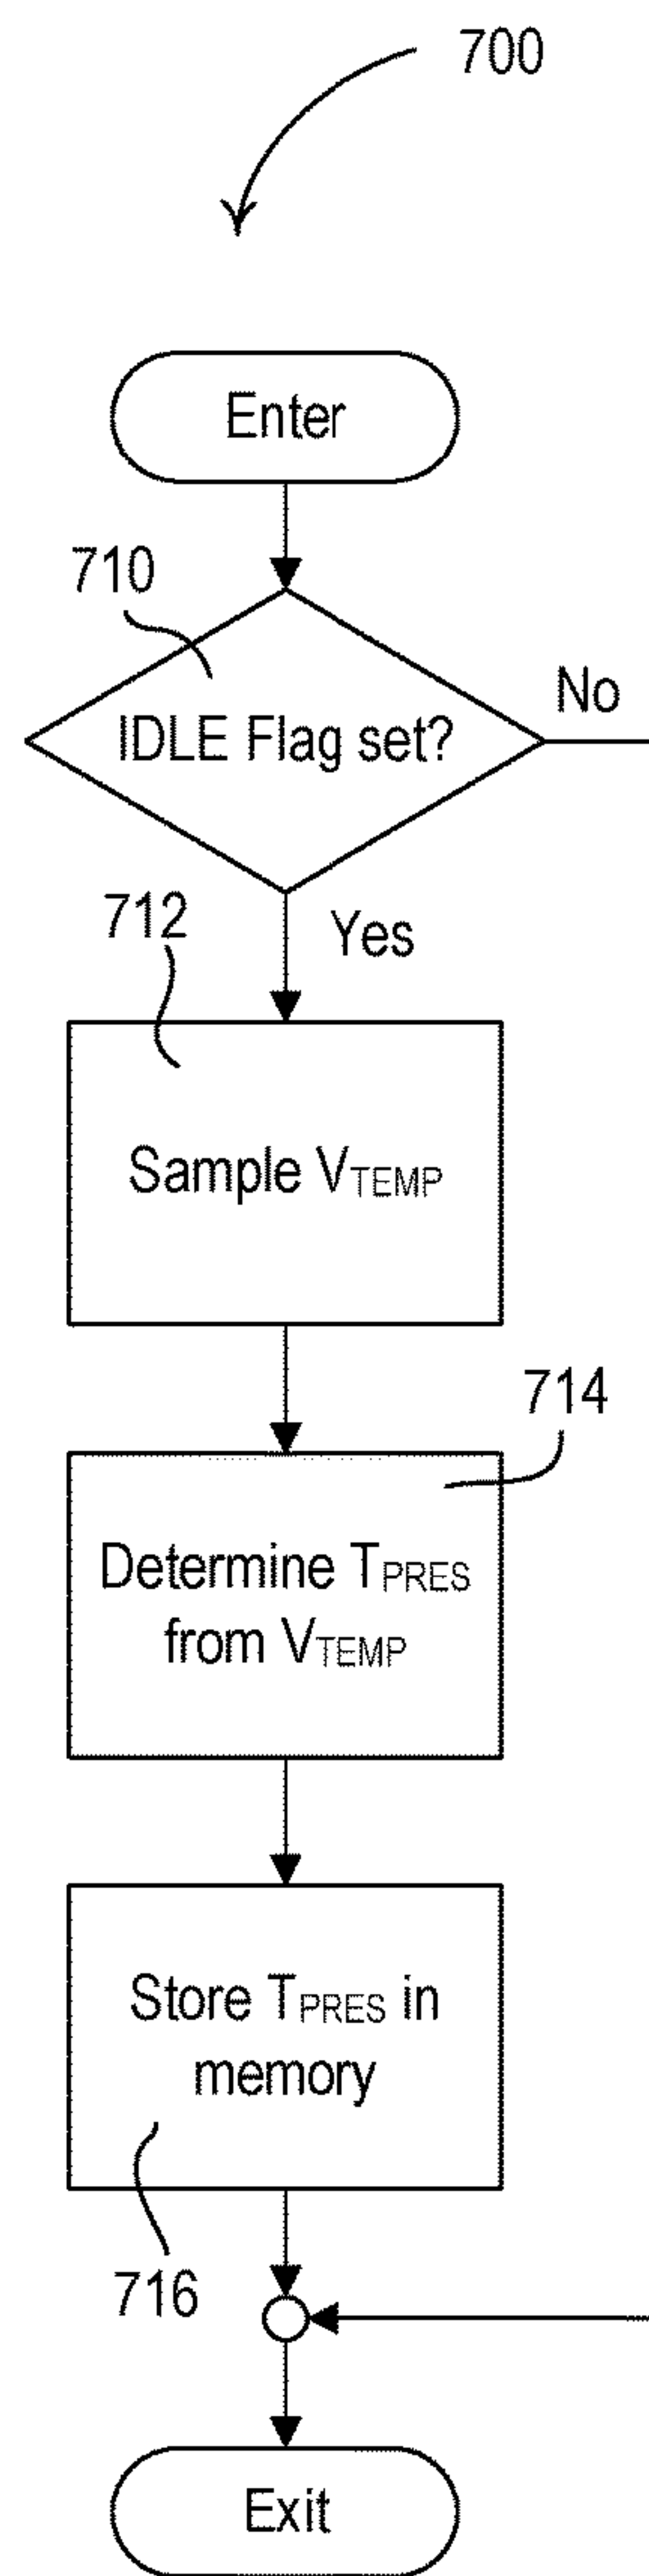 700
Enter
710
IDLE Flag set?
No
712
Yes
Sample VTEMP
714
Determine TPRES
from VTEMP
Store TPRES in
memory
716
Exit